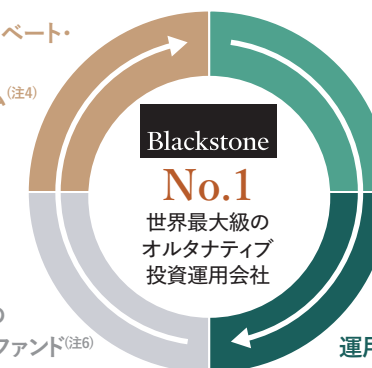 ベート・
(注4)
Blackstone
No.1
世界最大級の
オルタナティブ
投資運用会社
の
ファンド(注6)
運用